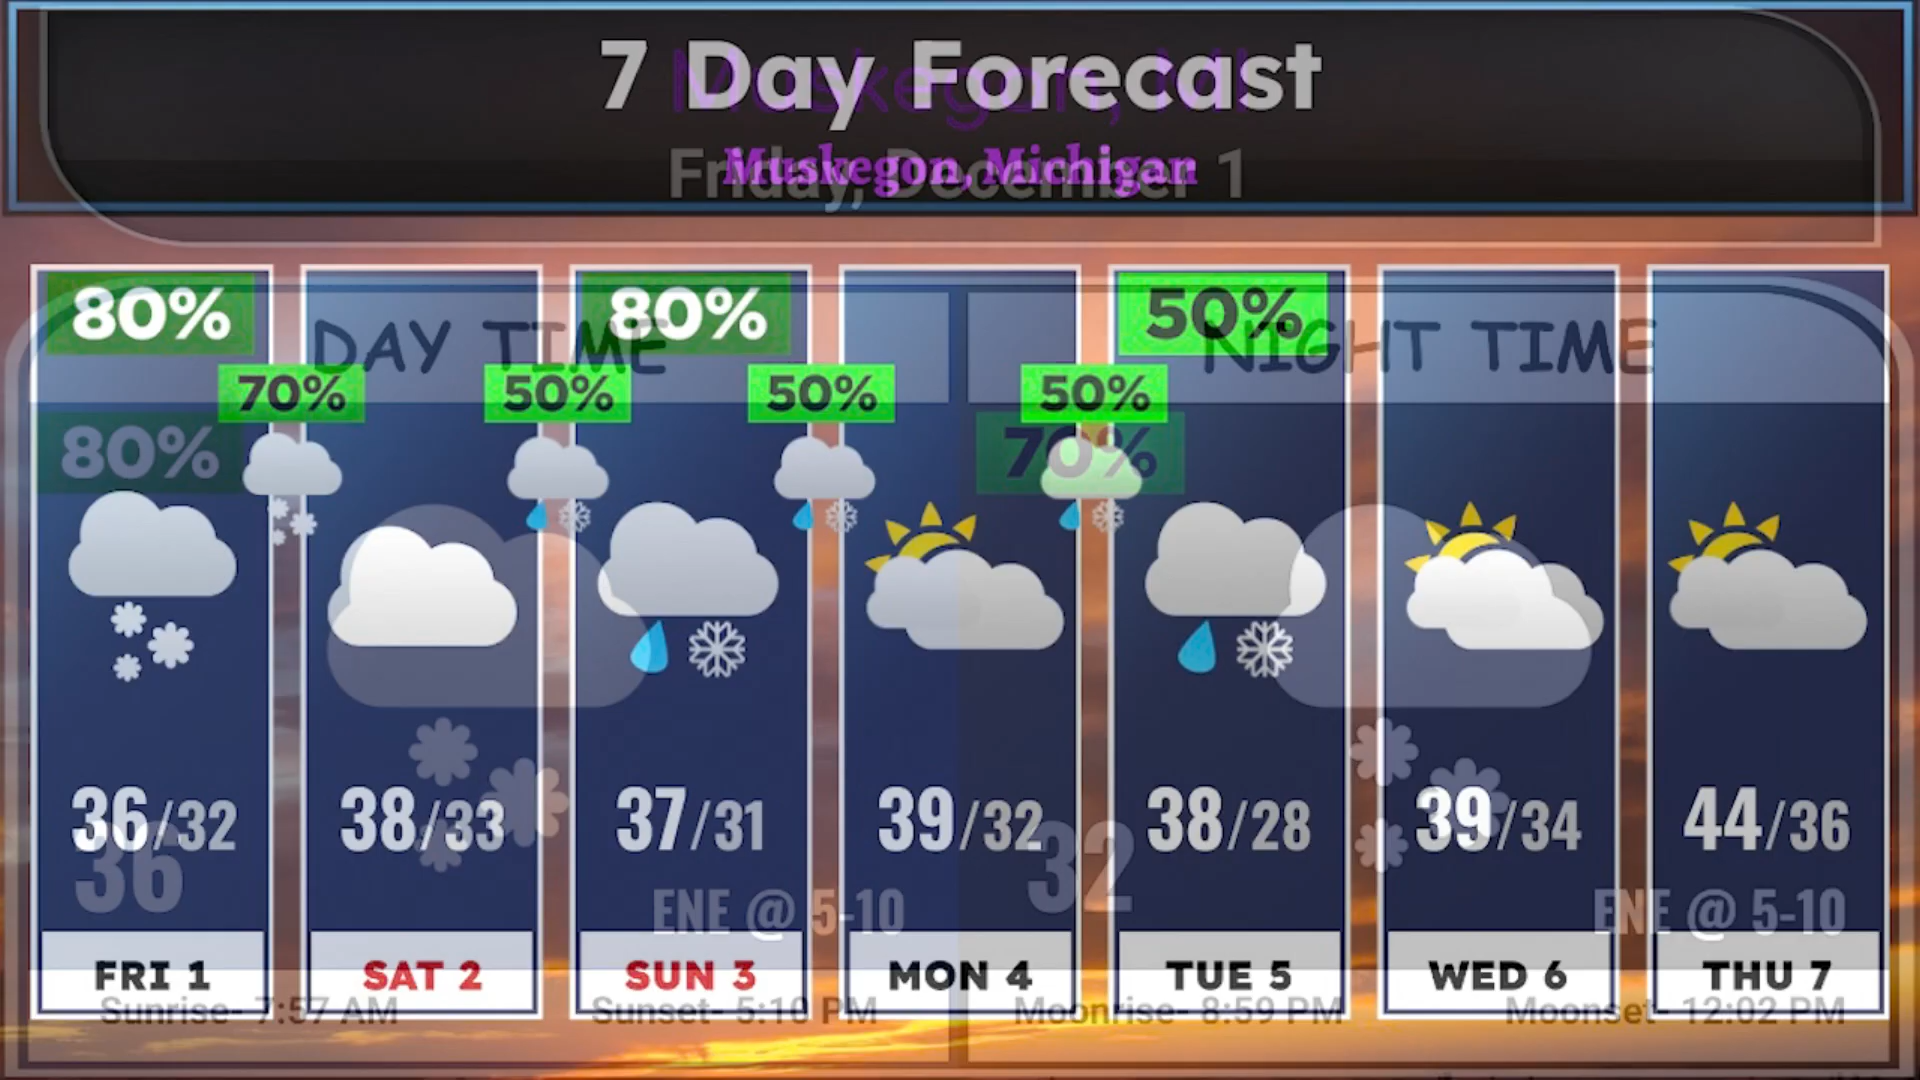 7 Day Forecast
Muskegon, MI
Muskegon, Michigan
Friday, December 1
80% 80% 50%
DAY TIME NIGHT TIME
70% 50% 50% 50%
80% 70%
36/32 38/33 37/31 39/32 38/28 39/34 44/36
36 32
ENE @ 5-10 ENE @ 5-10
FRI 1 SAT 2 SUN 3 MON 4 TUE 5 WED 6 THU 7
Sunrise- 7:57 AM Sunset- 5:10 PM Moonrise- 8:59 PM Moonset- 12:02 PM